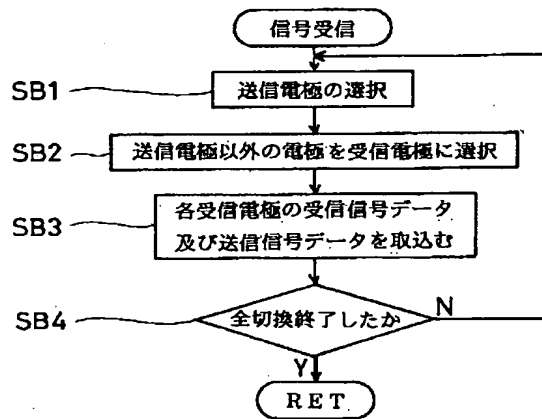 信号受信
SB1
送信電極の選択
SB2
送信電極以外の電極を受信電極に選択
SB3
各受信電極の受信信号データ
及び送信信号データを取込む
SB4
全切換終了したか
N
Y
RET